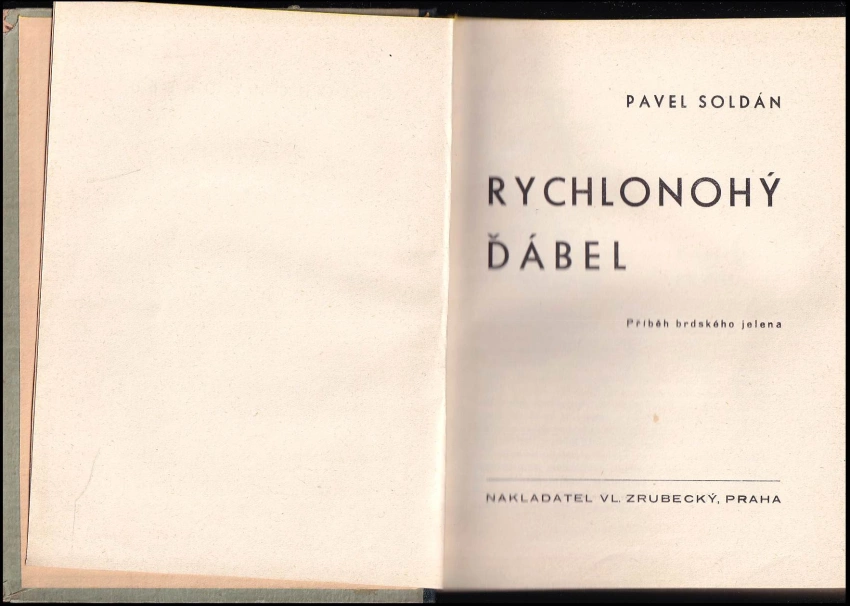 PAVEL SOLDÁN
RYCHLONOHÝ
ĎÁBEL
Příběh brdského jelena
NAKLADATEL VL. ZRUBECKÝ, PRAHA